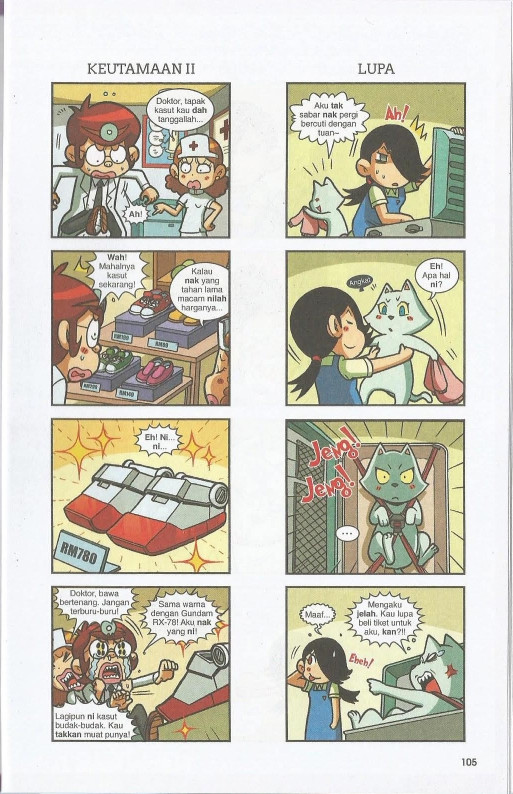 KEUTAMAAN II
Doktor, tapak
kasut kau dah
tanggallah...
Ah!
Wah!
Mahalnya
kasut
sekarang!
Kalau
nak yang
tahan lama
macam nilah
harganya...
RM90
RM140
Eh! Ni...
ni...
RM780
Doktor, bawa
bertenang. Jangan
terburu-buru!
Sama warna
dengan Gundam
RX-78! Aku nak
yang ni!
Lagipun ni kasut
budak-budak. Kau
takkan muat punya!
LUPA
Aku tak
sabar nak pergi
bercuti dengan
tuan~
Ah!
Angkat
Eh!
Apa hal
ni?
Jeng!
Jeng!
...
Maaf...
Mengaku
jelah. Kau lupa
beli tiket untuk
aku, kan?!!
Eheh!
105